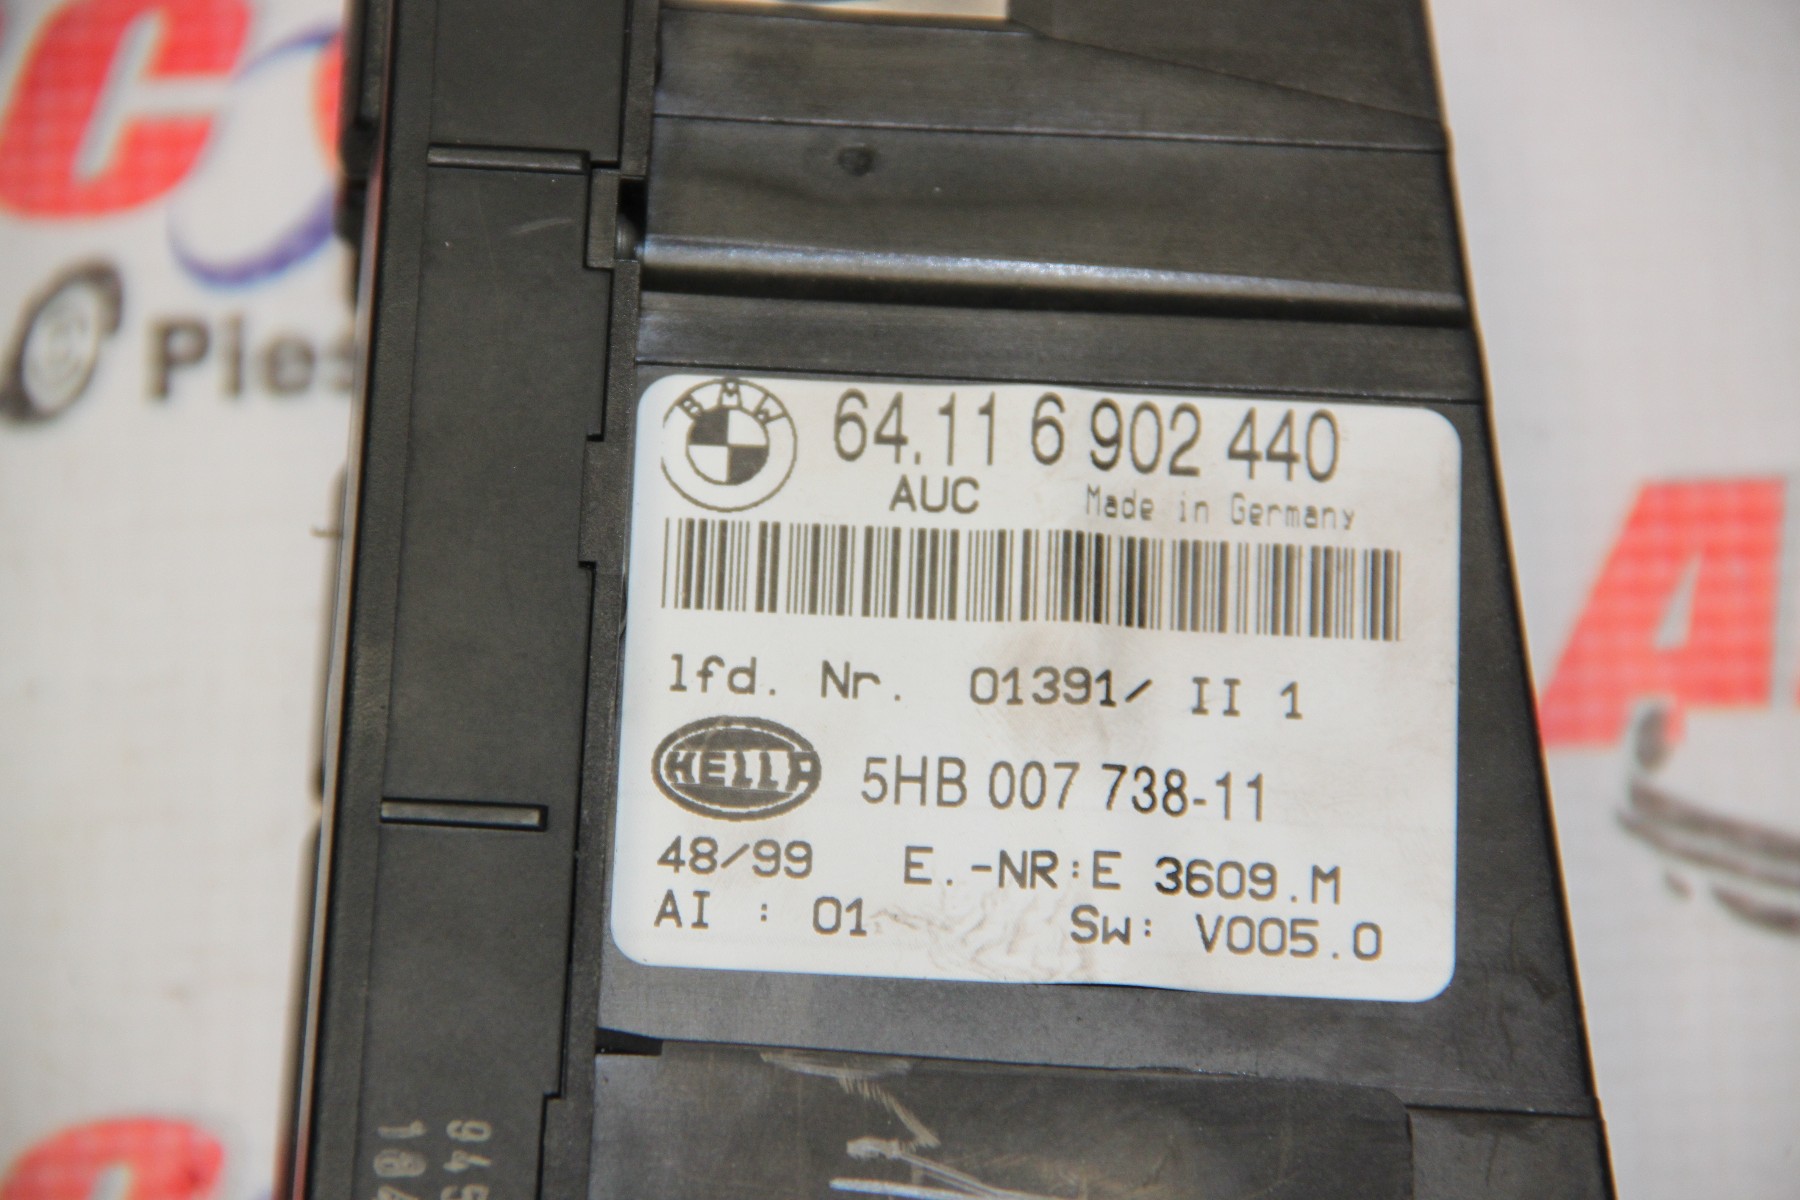 BMW
64.11 6 902 440
AUC Made in Germany
lfd. Nr. 01391/ II 1
HELLA 5HB 007 738-11
48/99 E.-NR:E 3609.M
AI : 01 Sw: V005.0